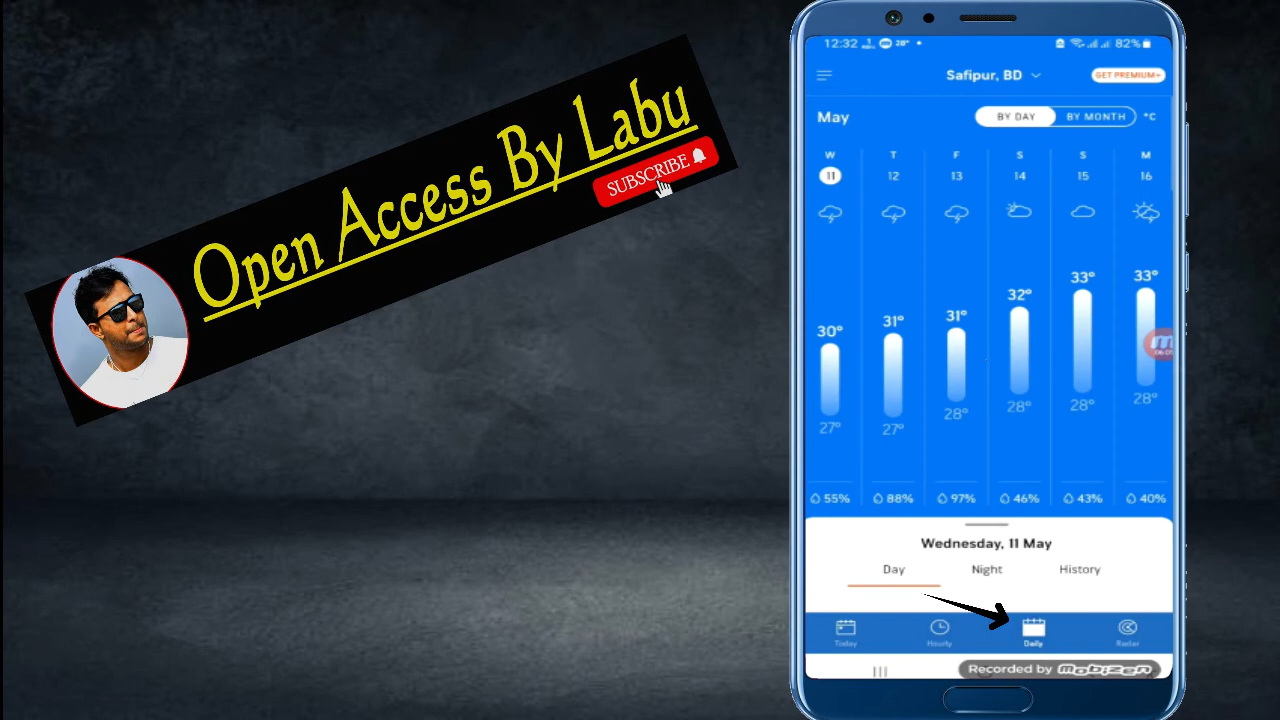 Open Access By Labu
SUBSCRIBE
12:32 28° 82%
Safipur, BD
GET PREMIUM+
May
BY DAY BY MONTH °C
W T F S S M
11 12 13 14 15 16
30° 31° 31° 32° 33° 33°
27° 27° 28° 28° 28° 28°
55% 88% 97% 46% 43% 40%
Wednesday, 11 May
Day Night History
Today Hourly Daily Radar
Recorded by mobizen